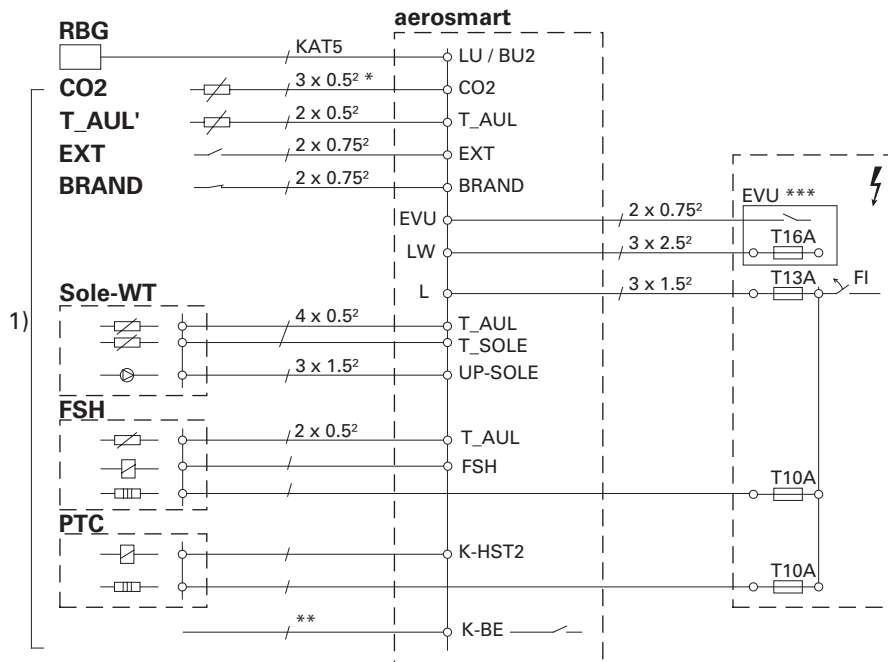 aerosmart
RBG KAT5 LU / BU2
CO2 3 x 0.5² * CO2
T_AUL' 2 x 0.5² T_AUL
EXT 2 x 0.75² EXT
BRAND 2 x 0.75² BRAND
EVU 2 x 0.75² EVU ***
LW 3 x 2.5² T16A
L 3 x 1.5² T13A FI
1)
Sole-WT
4 x 0.5² T_AUL
T_SOLE
3 x 1.5² UP-SOLE
FSH
2 x 0.5² T_AUL
FSH
T10A
PTC
K-HST2
T10A
** K-BE